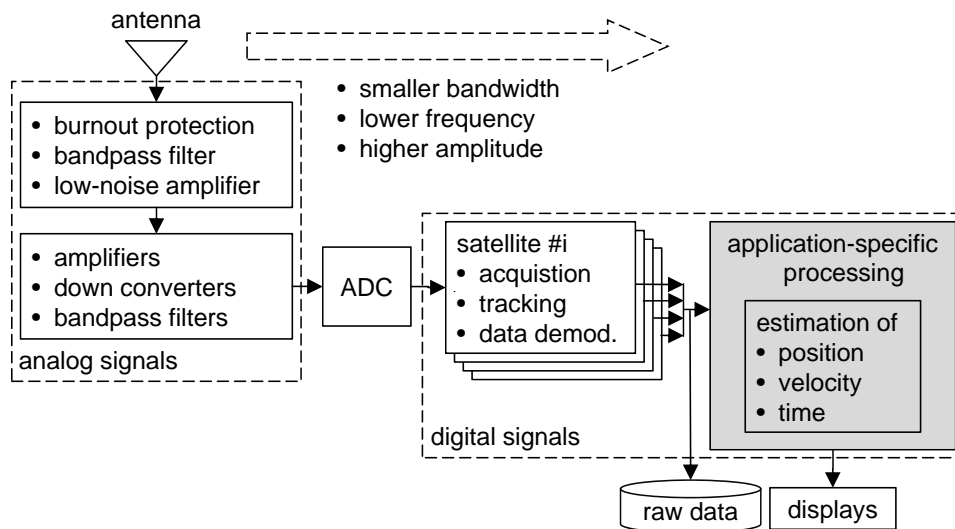 antenna
• smaller bandwidth
• lower frequency
• higher amplitude
• burnout protection
• bandpass filter
• low-noise amplifier
• amplifiers
• down converters
• bandpass filters
analog signals
ADC
satellite #i
• acquistion
• tracking
• data demod.
digital signals
application-specific
processing
estimation of
• position
• velocity
• time
raw data
displays